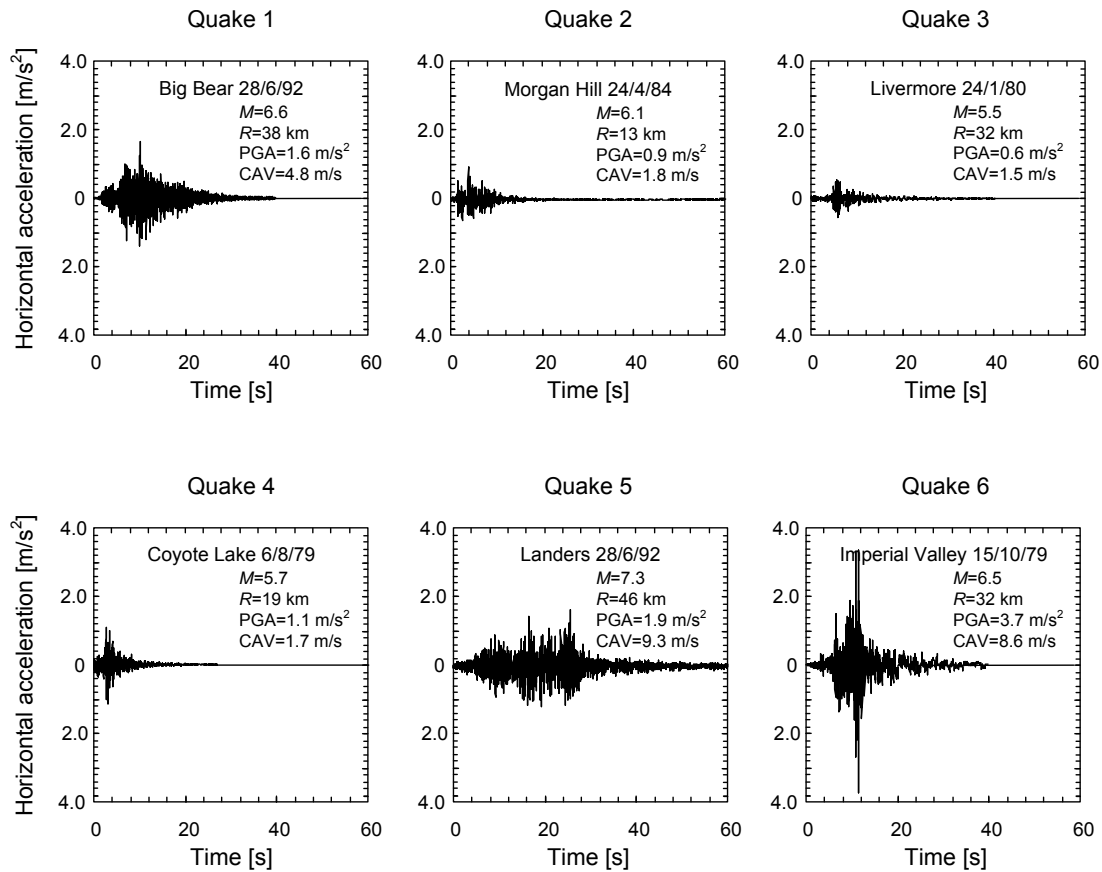 Quake 1
Horizontal acceleration [m/s²]
4.0
2.0
0
2.0
4.0
Big Bear 28/6/92
M=6.6
R=38 km
PGA=1.6 m/s²
CAV=4.8 m/s
0 20 40 60
Time [s]
Quake 2
4.0
2.0
0
2.0
4.0
Morgan Hill 24/4/84
M=6.1
R=13 km
PGA=0.9 m/s²
CAV=1.8 m/s
0 20 40 60
Time [s]
Quake 3
4.0
2.0
0
2.0
4.0
Livermore 24/1/80
M=5.5
R=32 km
PGA=0.6 m/s²
CAV=1.5 m/s
0 20 40 60
Time [s]
Quake 4
Horizontal acceleration [m/s²]
4.0
2.0
0
2.0
4.0
Coyote Lake 6/8/79
M=5.7
R=19 km
PGA=1.1 m/s²
CAV=1.7 m/s
0 20 40 60
Time [s]
Quake 5
4.0
2.0
0
2.0
4.0
Landers 28/6/92
M=7.3
R=46 km
PGA=1.9 m/s²
CAV=9.3 m/s
0 20 40 60
Time [s]
Quake 6
4.0
2.0
0
2.0
4.0
Imperial Valley 15/10/79
M=6.5
R=32 km
PGA=3.7 m/s²
CAV=8.6 m/s
0 20 40 60
Time [s]